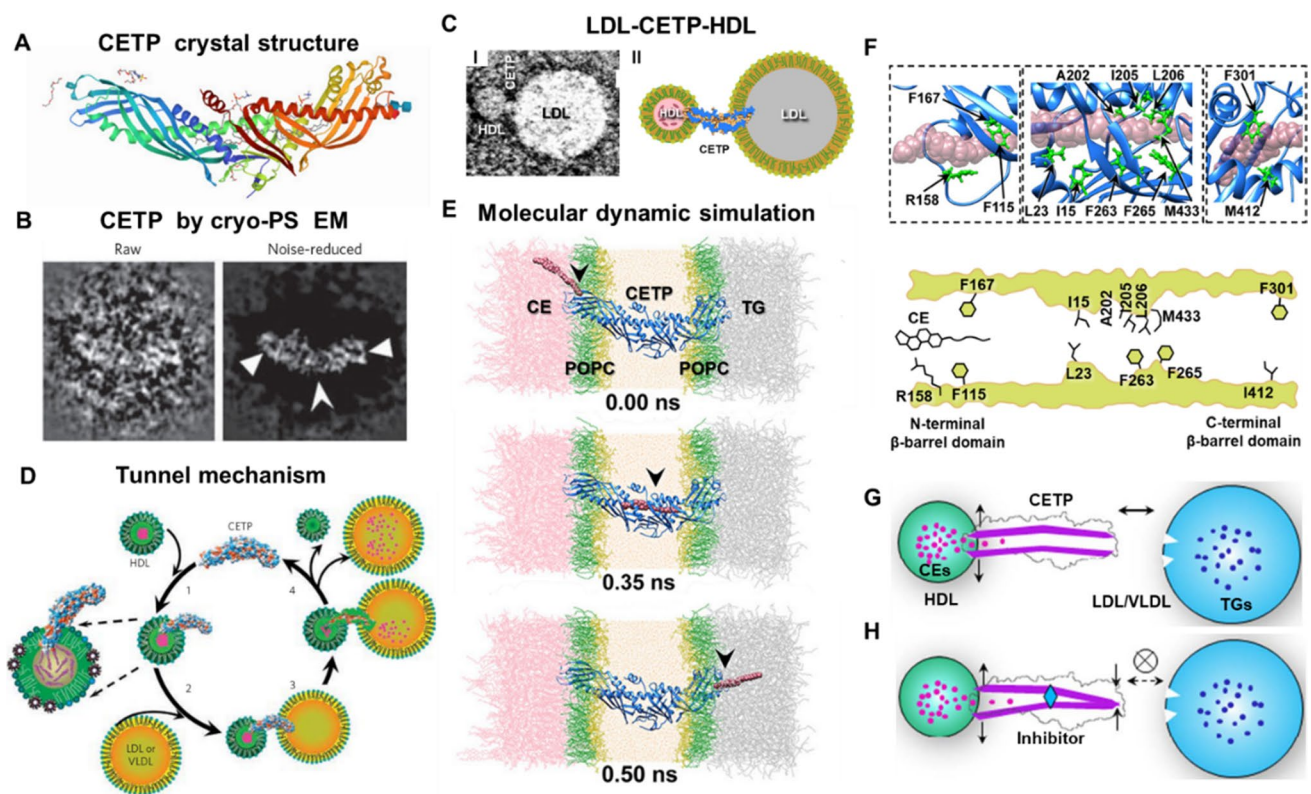 A
CETP crystal structure
B
CETP by cryo-PS EM
Raw
Noise-reduced
C
LDL-CETP-HDL
I
CETP
HDL
LDL
II
HDL
CETP
LDL
D
Tunnel mechanism
HDL
CETP
1
4
2
3
LDL or
VLDL
E
Molecular dynamic simulation
CE
CETP
TG
POPC
POPC
0.00 ns
0.35 ns
0.50 ns
F
F167
R158
F115
A202
I205
L206
L23
I15
F263
F265
M433
F301
M412
F167
I15
A202
I205
L206
M433
F301
CE
R158
F115
L23
F263
F265
I412
N-terminal
β-barrel domain
C-terminal
β-barrel domain
G
CETP
CEs
HDL
LDL/VLDL
TGs
H
Inhibitor